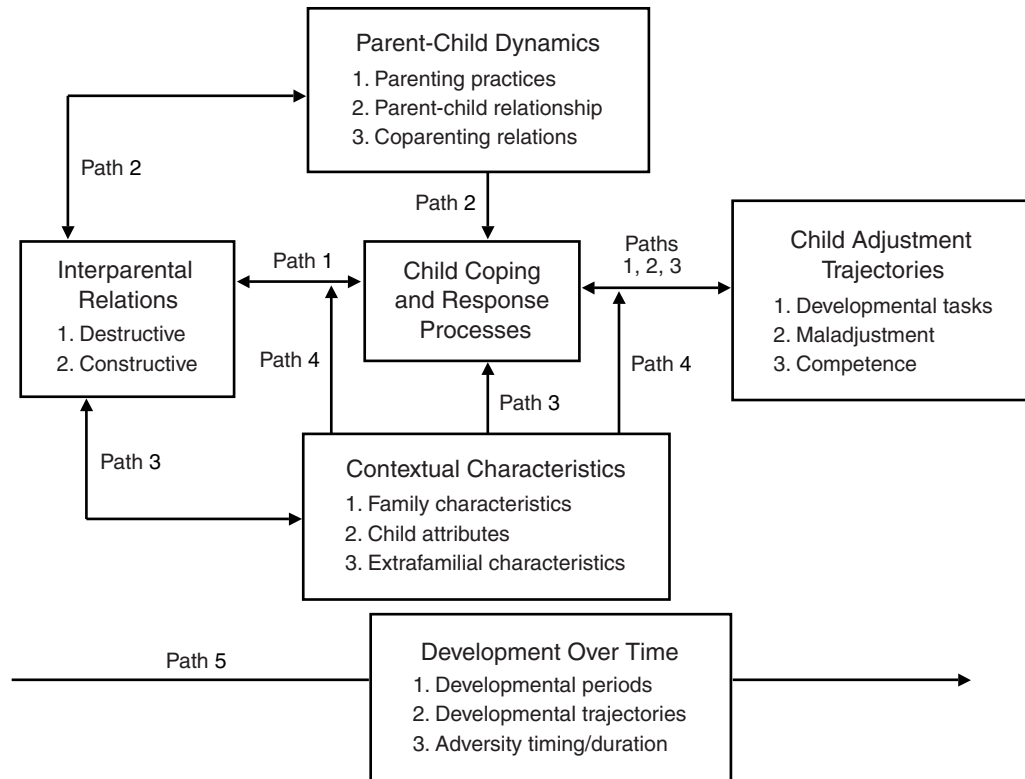 Parent-Child Dynamics
1. Parenting practices
2. Parent-child relationship
3. Coparenting relations
Path 2
Path 2
Interparental
Relations
1. Destructive
2. Constructive
Path 1
Child Coping
and Response
Processes
Paths
1, 2, 3
Child Adjustment
Trajectories
1. Developmental tasks
2. Maladjustment
3. Competence
Path 4
Path 4
Path 3
Path 3
Contextual Characteristics
1. Family characteristics
2. Child attributes
3. Extrafamilial characteristics
Path 5
Development Over Time
1. Developmental periods
2. Developmental trajectories
3. Adversity timing/duration